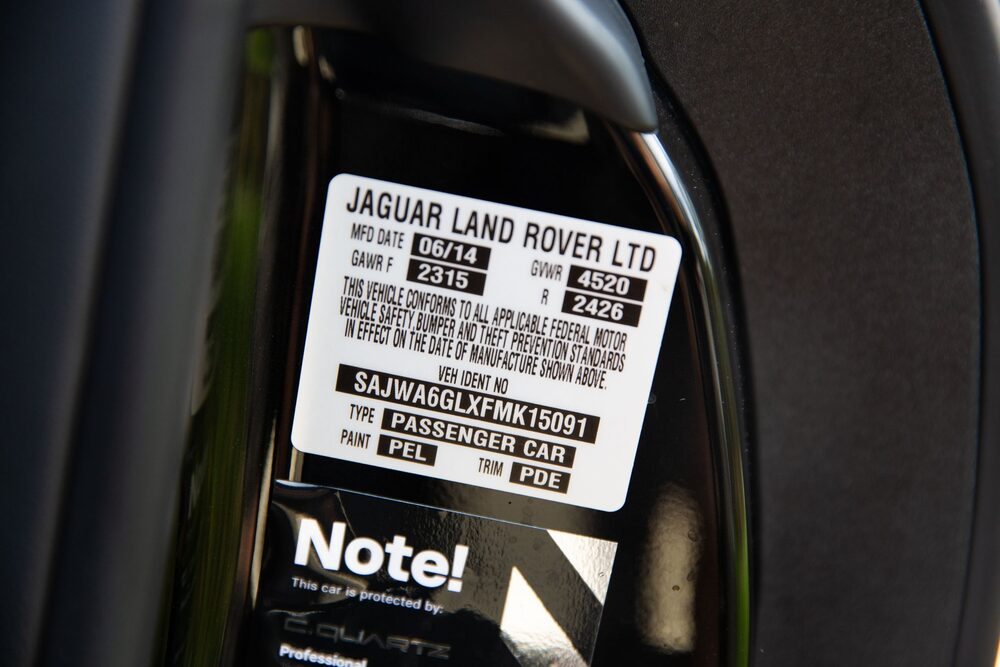 JAGUAR LAND ROVER LTD
MFD DATE 06/14 GVWR 4520
GAWR F 2315 R 2426
THIS VEHICLE CONFORMS TO ALL APPLICABLE FEDERAL MOTOR
VEHICLE SAFETY, BUMPER AND THEFT PREVENTION STANDARDS
IN EFFECT ON THE DATE OF MANUFACTURE SHOWN ABOVE.
VEH IDENT NO
SAJWA6GLXFMK15091
TYPE PASSENGER CAR
PAINT PEL TRIM PDE
Note!
This car is protected by:
C.QUARTZ
Professional